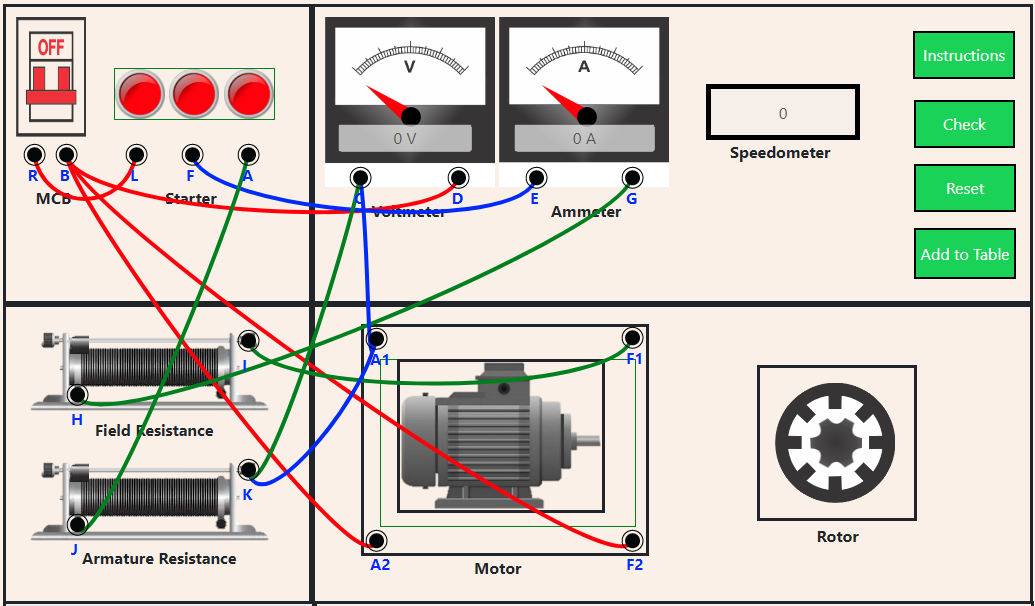 OFF
R B L F A
MCB Starter
V
0 V
A
0 A
C D E G
Voltmeter Ammeter
0
Speedometer
Instructions
Check
Reset
Add to Table
I
H
Field Resistance
K
J
Armature Resistance
A1 F1
A2 F2
Motor
Rotor